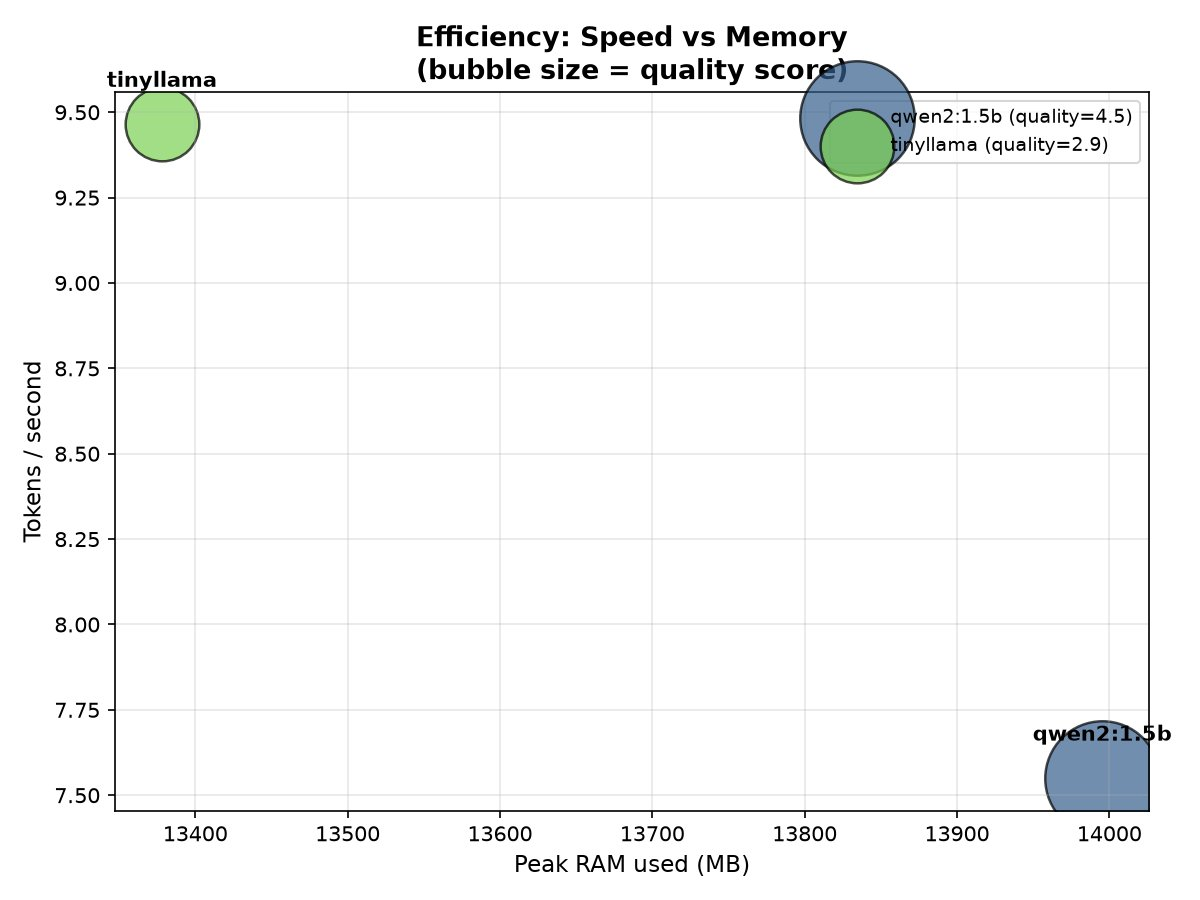 Efficiency: Speed vs Memory
(bubble size = quality score)
tinyllama
qwen2:1.5b (quality=4.5)
tinyllama (quality=2.9)
9.50
9.25
9.00
8.75
8.50
8.25
8.00
7.75
7.50
Tokens / second
qwen2:1.5b
13400
13500
13600
13700
13800
13900
14000
Peak RAM used (MB)